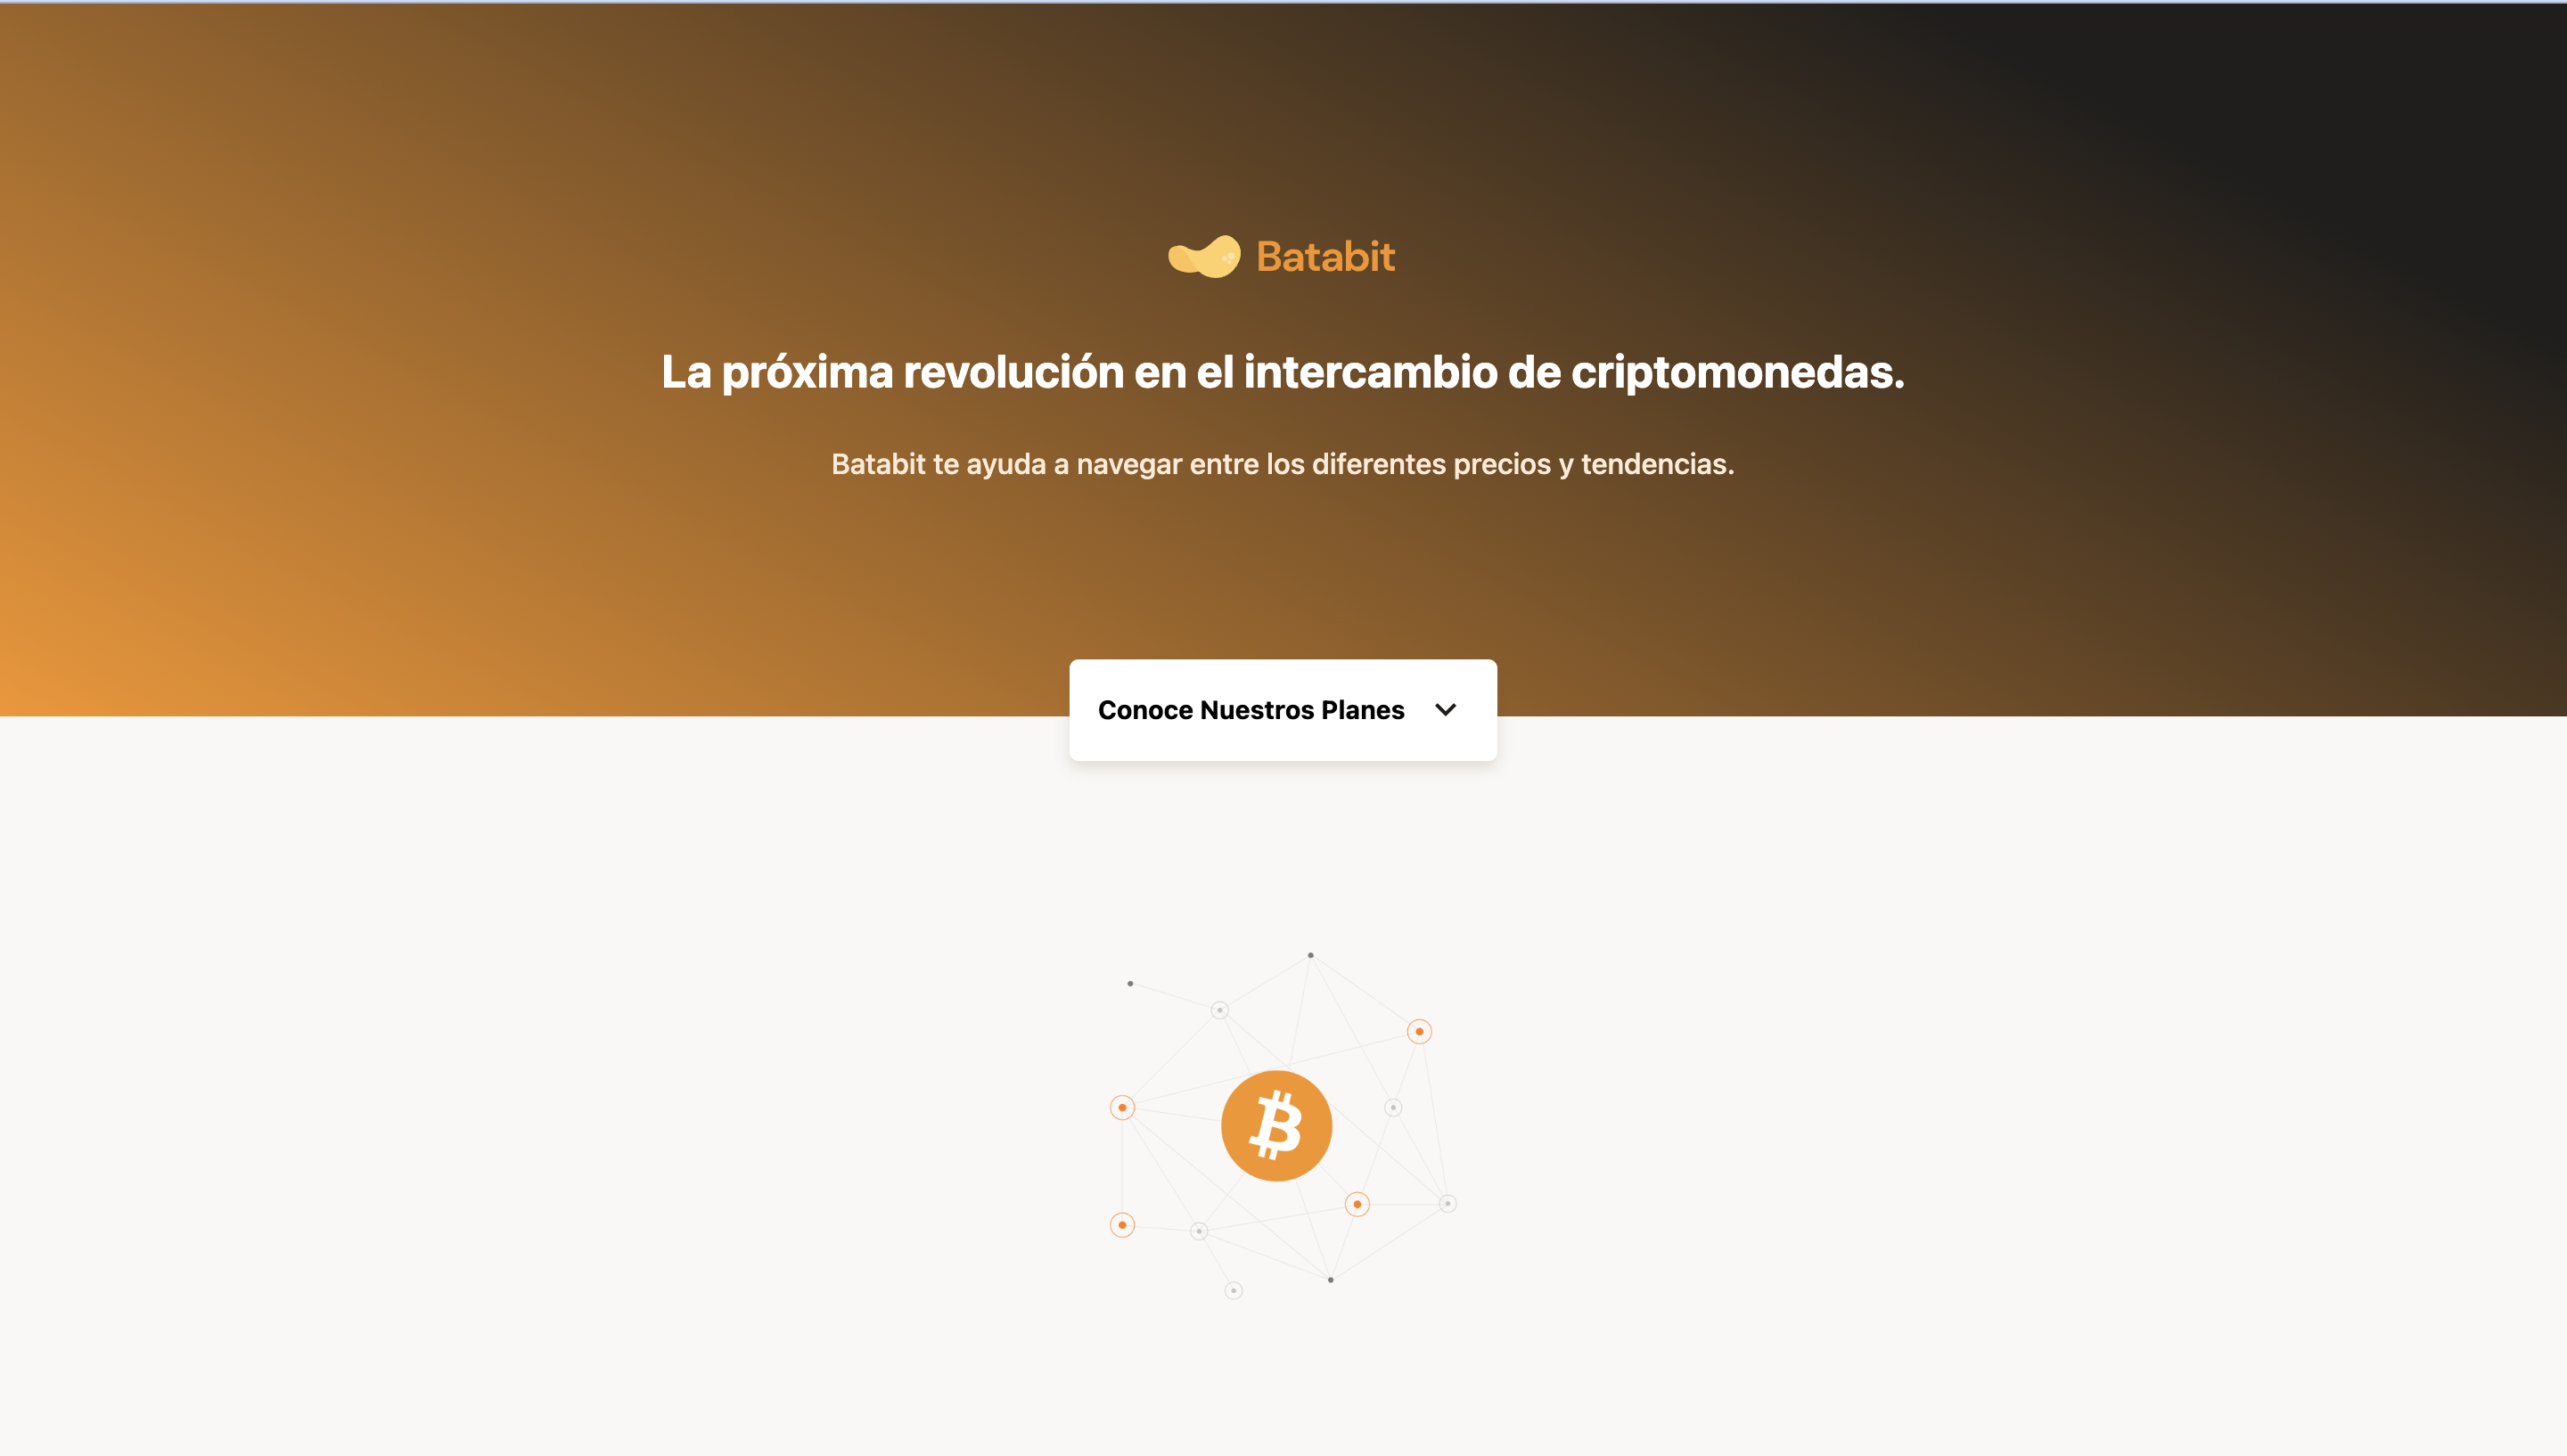 Batabit
La próxima revolución en el intercambio de criptomonedas.
Batabit te ayuda a navegar entre los diferentes precios y tendencias.
Conoce Nuestros Planes